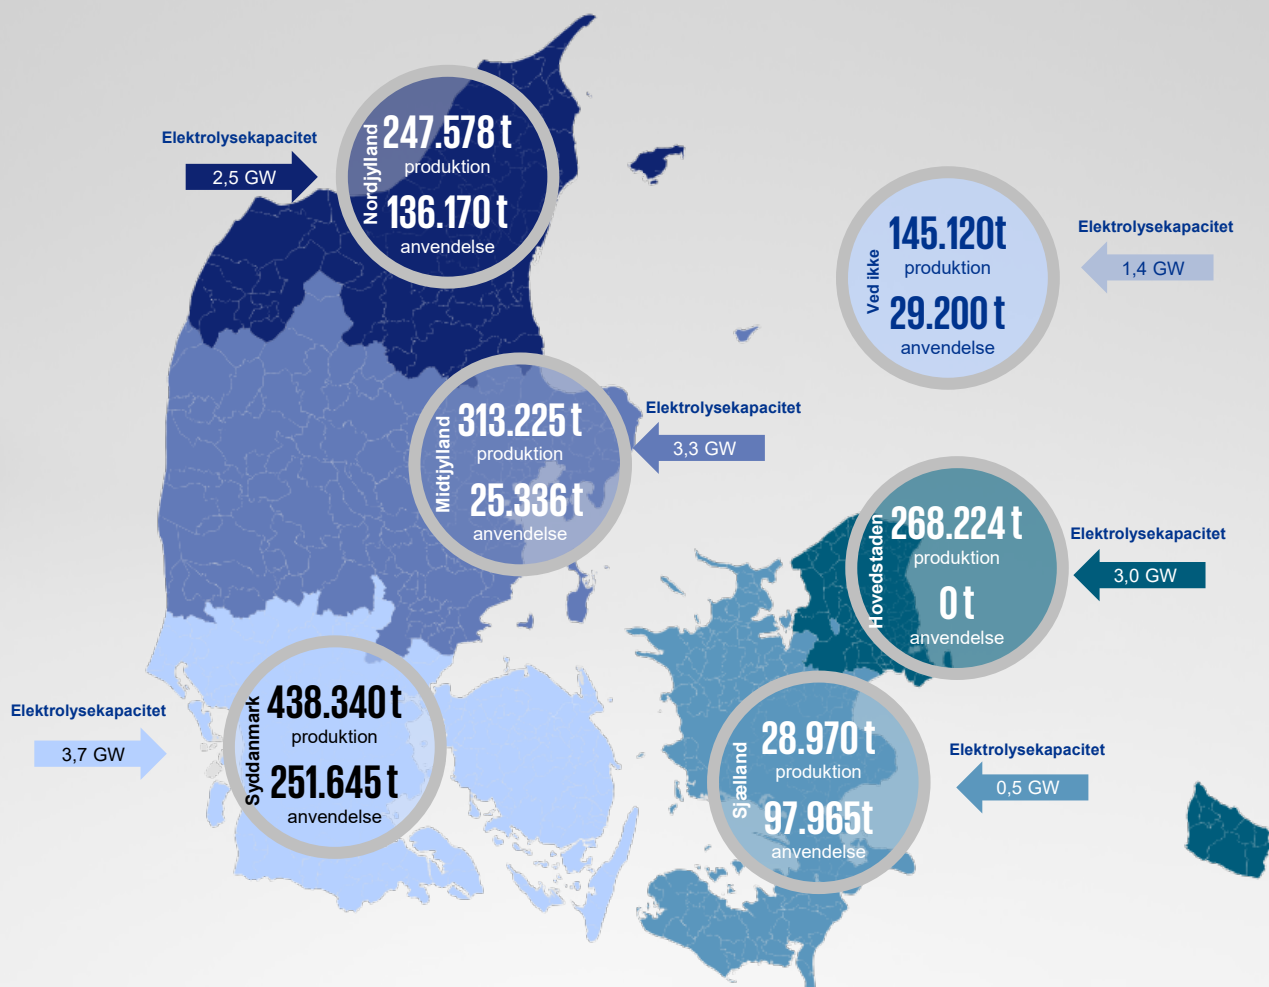 Elektrolysekapacitet
2,5 GW
Nordjylland
247.578 t
produktion
136.170 t
anvendelse
Ved ikke
145.120t
produktion
29.200 t
anvendelse
Elektrolysekapacitet
1,4 GW
Midtjylland
313.225 t
produktion
25.336 t
anvendelse
Elektrolysekapacitet
3,3 GW
Hovedstaden
268.224 t
produktion
0 t
anvendelse
Elektrolysekapacitet
3,0 GW
Elektrolysekapacitet
3,7 GW
Syddanmark
438.340 t
produktion
251.645 t
anvendelse
Sjælland
28.970 t
produktion
97.965t
anvendelse
Elektrolysekapacitet
0,5 GW